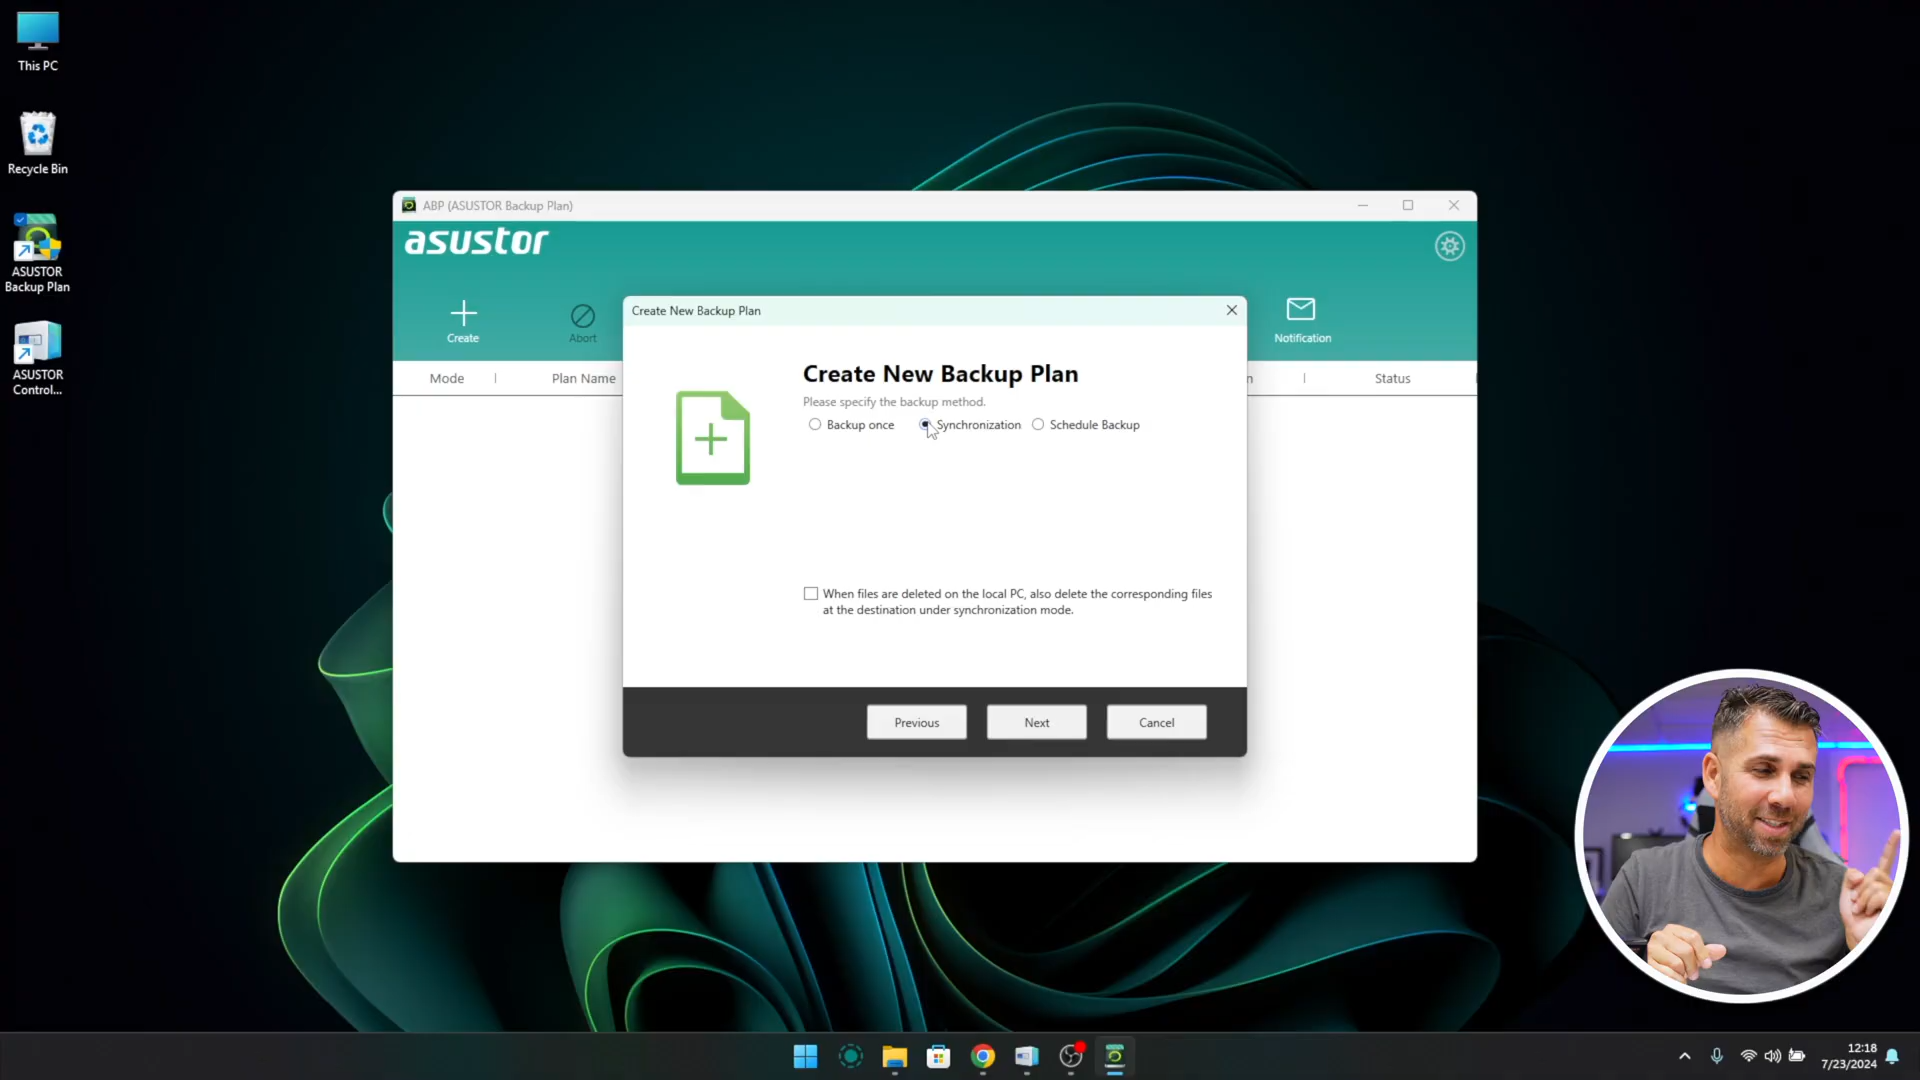 This PC
Recycle Bin
ASUSTOR
Backup Plan
ASUSTOR
Control...
ABP (ASUSTOR Backup Plan)
asustor
Create
Abort
Notification
Mode
Plan Name
n
Status
Create New Backup Plan
Create New Backup Plan
Please specify the backup method.
Backup once
Synchronization
Schedule Backup
When files are deleted on the local PC, also delete the corresponding files
at the destination under synchronization mode.
Previous
Next
Cancel
12:18
7/23/2024